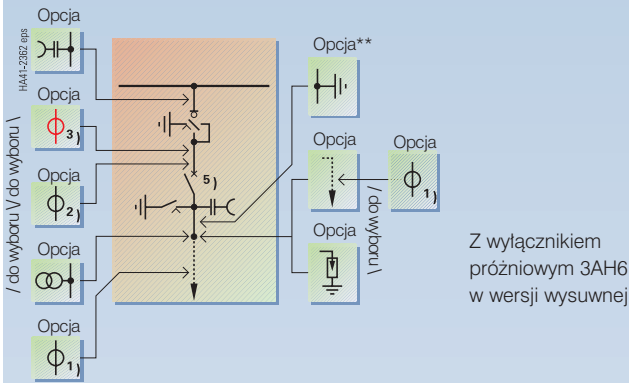 Opcja
HA41-2362 eps
Opcja
3)
Opcja
2)
Opcja
Opcja
1)
/ do wyboru \/ do wyboru \
5)
Opcja**
Opcja
Opcja
1)
/ do wyboru \
Opcja
Z wyłącznikiem
próżniowym 3AH6
w wersji wysuwnej